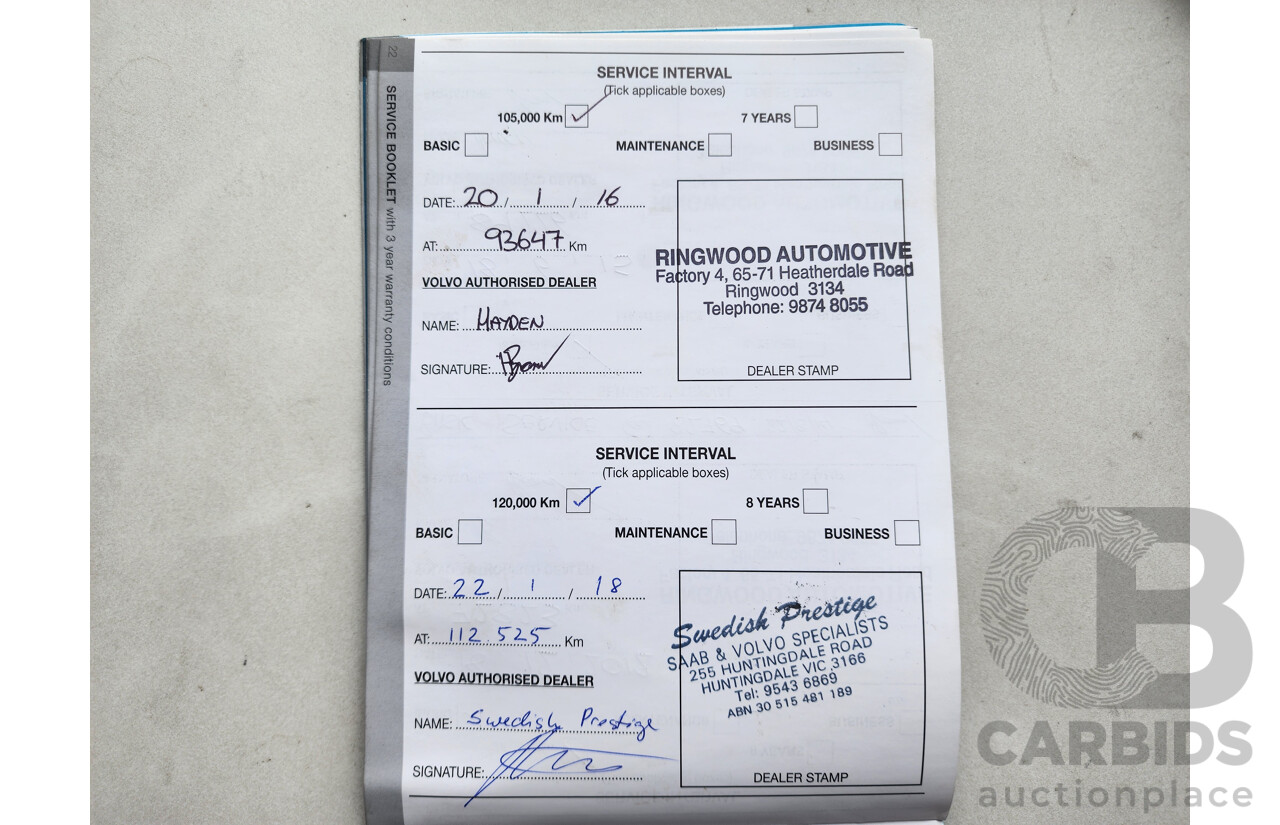 22
SERVICE BOOKLET with 3 year warranty conditions
SERVICE INTERVAL
(Tick applicable boxes)
105,000 Km 7 YEARS
BASIC MAINTENANCE BUSINESS
DATE: 20 / 1 / 16
AT: 93647 Km
VOLVO AUTHORISED DEALER
NAME: HAYDEN
SIGNATURE:
RINGWOOD AUTOMOTIVE
Factory 4, 65-71 Heatherdale Road
Ringwood 3134
Telephone: 9874 8055
DEALER STAMP
SERVICE INTERVAL
(Tick applicable boxes)
120,000 Km 8 YEARS
BASIC MAINTENANCE BUSINESS
DATE: 22 / 1 / 18
AT: 112 525 Km
VOLVO AUTHORISED DEALER
NAME: Swedish Prestige
SIGNATURE:
Swedish Prestige
SAAB & VOLVO SPECIALISTS
255 HUNTINGDALE ROAD
HUNTINGDALE VIC 3166
Tel: 9543 6869
ABN 30 515 481 189
DEALER STAMP
CARBIDS
auctionplace